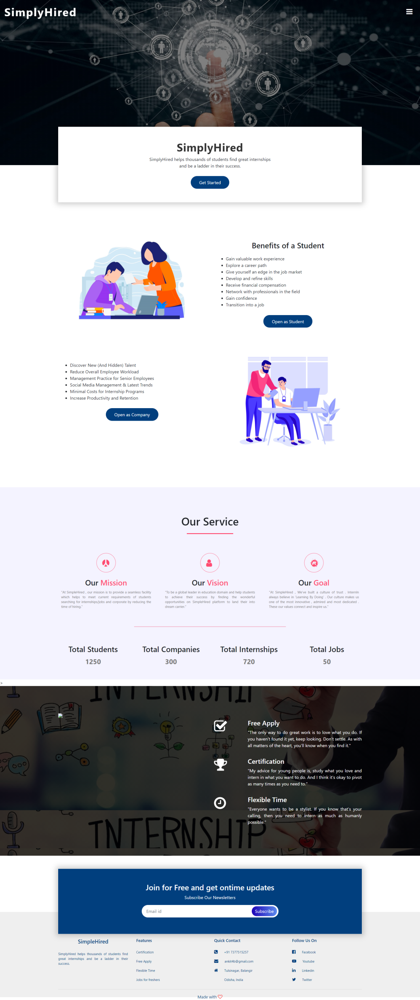 SimplyHired
SimplyHired
SimplyHired helps thousands of students find great internships
and be a ladder in their success.
Get Started
Benefits of a Student
Gain valuable work experience
Explore a career path
Give yourself an edge in the job market
Develop and refine skills
Receive financial compensation
Network with professionals in the field
Gain confidence
Transition into a job
Open as Student
Discover New (And Hidden) Talent
Reduce Overall Employee Workload
Management Practice for Senior Employees
Social Media Management & Latest Trends
Minimal Costs for Internship Programs
Increase Productivity and Retention
Open as Company
Our Service
Our Mission
"At SimpleHired , our mission is to provide a seamless facility
which helps to meet current requirements of students
searching for internships/jobs and corporate by reducing the
time of hiring."
Our Vision
"To be a global leader in education domain and help students
to achieve their success by finding the wonderful
opportunities on SimpleHired platform to land their into
dream carrier."
Our Goal
"At SimpleHired , We've built a culture of trust . InternIn
always believe in 'Learning By Doing' . Our culture makes us
one of the most innovative , admired and most dedicated .
These our values connect and inspire us."
Total Students
1250
Total Companies
300
Total Internships
720
Total Jobs
50
>
INTERNSHIP
Free Apply
"The only way to do great work is to love what you do. If
you haven't found it yet, keep looking. Don't settle. As with
all matters of the heart, you'll know when you find it."
Certification
"My advice for young people is, study what you love and
intern in what you want to do. And I think it's okay to pivot
as many times as you need to."
Flexible Time
"Everyone wants to be a stylist. If you know that's your
calling, then you need to intern as much as humanly
possible."
INTERNSHIP
Join for Free and get ontime updates
Subscribe Our Newsletters
Email id
Subscribe
SimpleHired
SimplyHired helps thousands of students find
great internships and be a ladder in their
success.
Features
Certification
Free Apply
Flexible Time
Jobs for freshers
Quick Contact
+91 7377515257
ankit4b@gmail.com
Tulsinagar, Balangir
Odisha, India
Follow Us On
Facebook
Youtube
Linkedin
Twitter
Made with